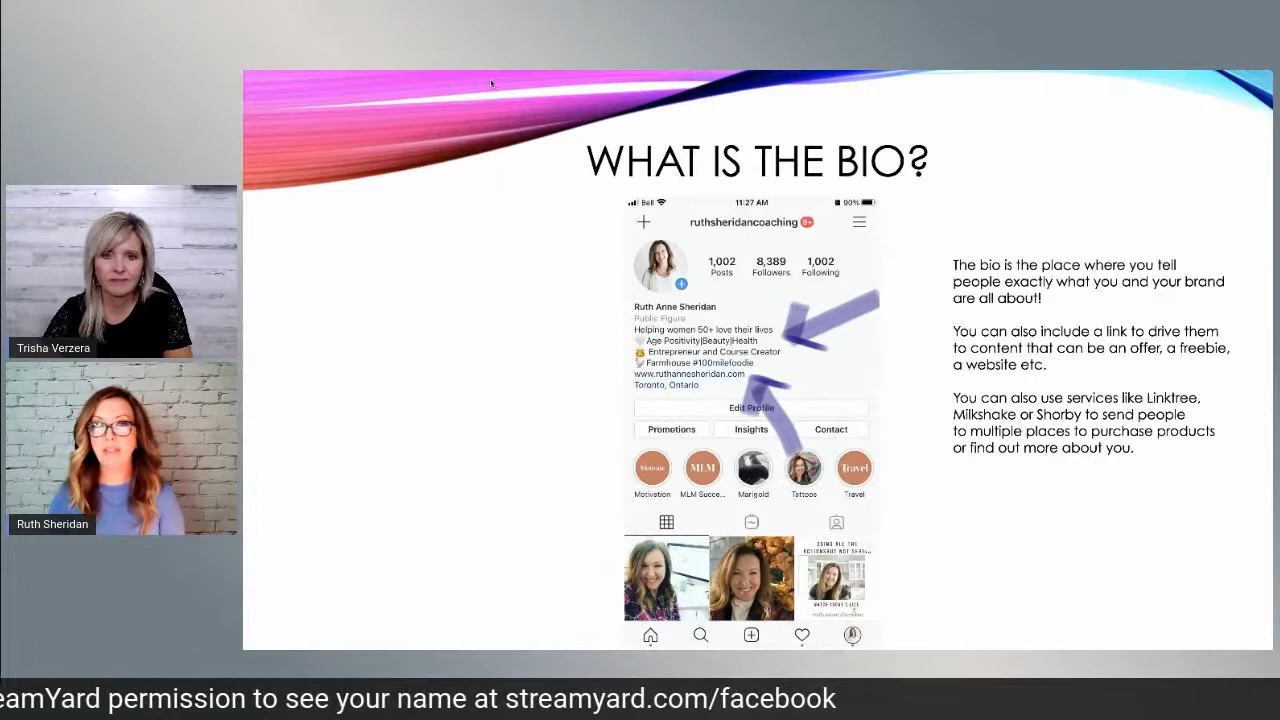 WHAT IS THE BIO?
Bell
11:27 AM
90%
ruthsheridancoaching 9+
1,002 8,389 1,002
Posts Followers Following
Ruth Anne Sheridan
Public Figure
Helping women 50+ love their lives
Age Positivity|Beauty|Health
Entrepreneur and Course Creator
Farmhouse #100milefoodie
www.ruthannesheridan.com
Toronto, Ontario
Edit Profile
Promotions Insights Contact
Motivate MLM Travel
Motivation MLM Succe... Marigold Tattoos Travel
The bio is the place where you tell
people exactly what you and your brand
are all about!
You can also include a link to drive them
to content that can be an offer, a freebie,
a website etc.
You can also use services like Linktree,
Milkshake or Shorby to send people
to multiple places to purchase products
or find out more about you.
Trisha Verzera
Ruth Sheridan
eamYard permission to see your name at streamyard.com/facebook